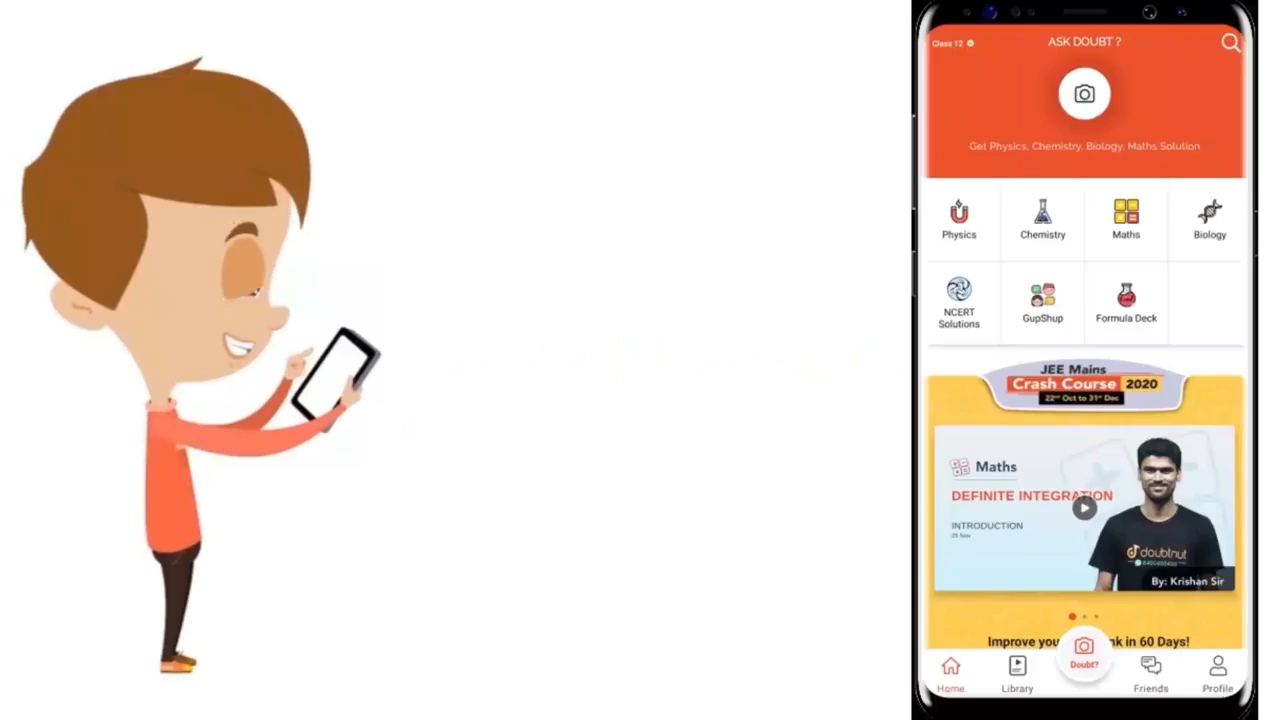 Class 12
ASK DOUBT ?
Get Physics, Chemistry, Biology, Maths Solution
Physics
Chemistry
Maths
Biology
NCERT
Solutions
GupShup
Formula Deck
JEE Mains
Crash Course 2020
22nd Oct to 31st Dec
Maths
DEFINITE INTEGRATION
INTRODUCTION
doubtnut
By: Krishan Sir
Improve you nk in 60 Days!
Doubt?
Home
Library
Friends
Profile